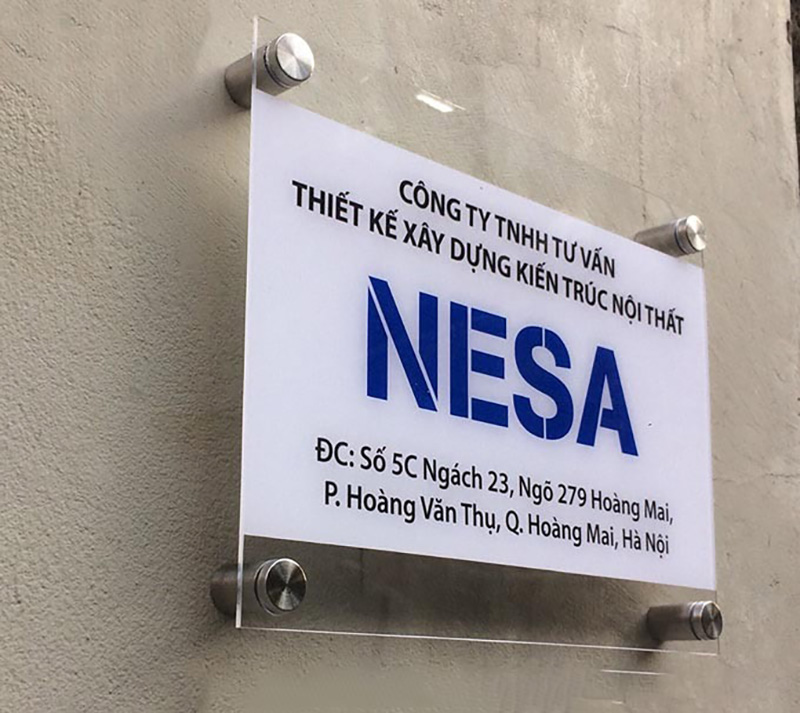 CÔNG TY TNHH TƯ VẤN
THIẾT KẾ XÂY DỰNG KIẾN TRÚC NỘI THẤT
NESA
ĐC: Số 5C Ngách 23, Ngõ 279 Hoàng Mai,
P. Hoàng Văn Thụ, Q. Hoàng Mai, Hà Nội